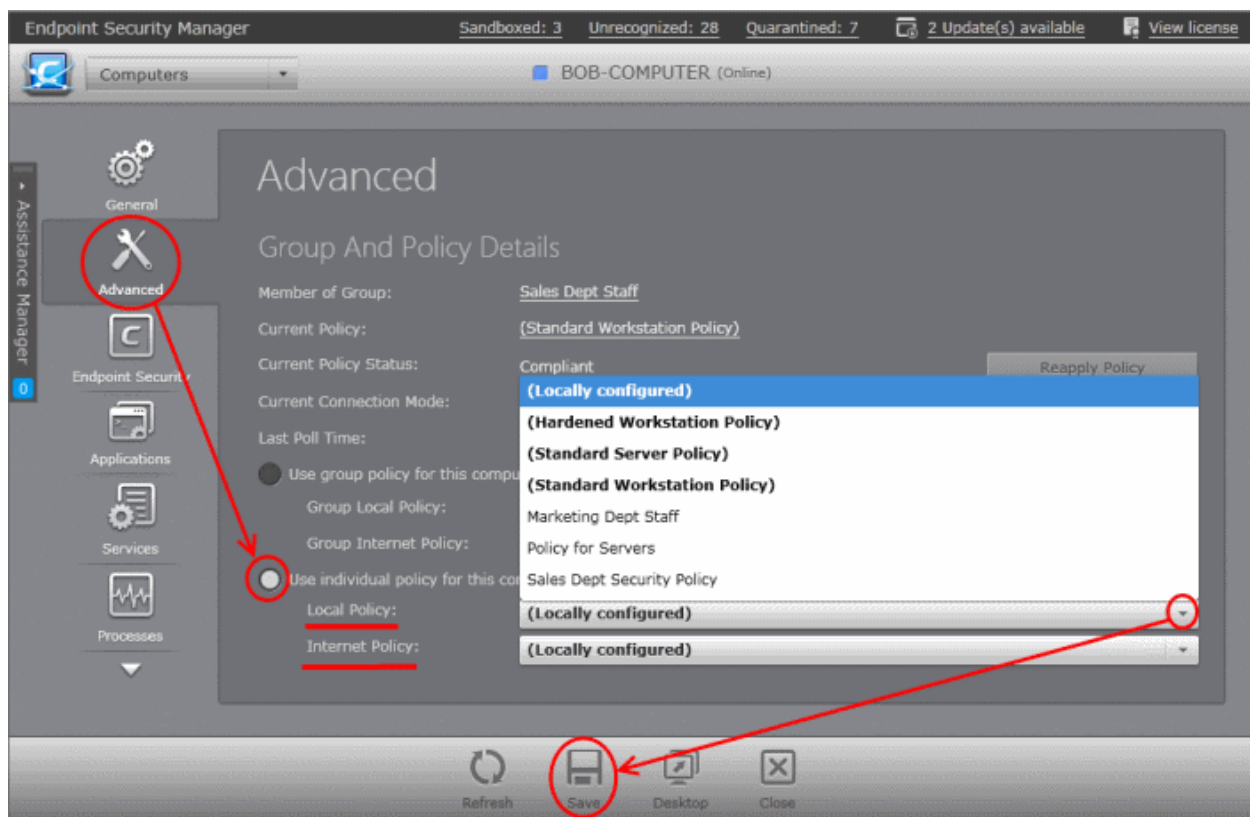 Endpoint Security Manager Sandboxed: 3 Unrecognized: 28 Quarantined: 7 2 Update(s) available View license
Computers BOB-COMPUTER (Online)
Assistance Manager
0
General
Advanced
Endpoint Security
Applications
Services
Processes
Advanced
Group And Policy Details
Member of Group: Sales Dept Staff
Current Policy: (Standard Workstation Policy)
Current Policy Status: Compliant Reapply Policy
Current Connection Mode:
Last Poll Time:
Use group policy for this compu
Group Local Policy:
Group Internet Policy:
Use individual policy for this co
(Locally configured)
(Hardened Workstation Policy)
(Standard Server Policy)
(Standard Workstation Policy)
Marketing Dept Staff
Policy for Servers
Sales Dept Security Policy
Local Policy: (Locally configured)
Internet Policy: (Locally configured)
Refresh Save Desktop Close